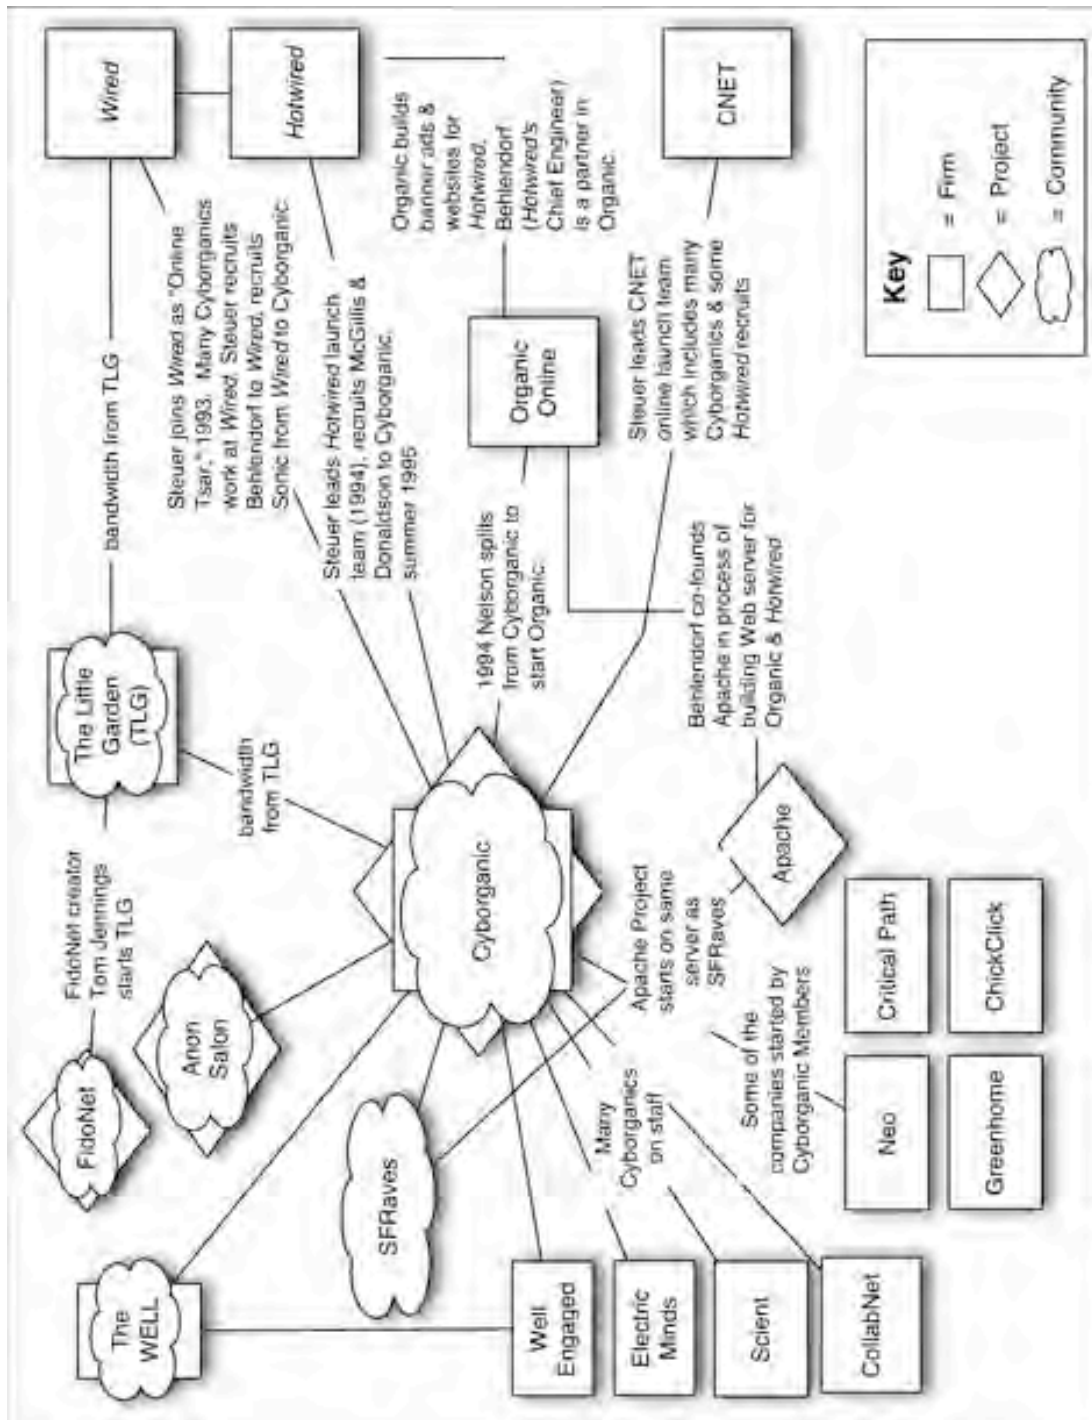 The
WELL
FidoNet
FidoNet creator
Tom Jennings
starts TLG
The Little
Garden
(TLG)
bandwidth from TLG
Wired
Anon
Salon
bandwidth
from TLG
Steuer joins Wired as "Online
Tsar," 1993. Many Cyborganics
work at Wired. Steuer recruits
Behlendorf to Wired, recruits
Sonic from Wired to Cyborganic.
Hotwired
SFRaves
Steuer leads Hotwired launch
team (1994), recruits McGillis &
Donaldson to Cyborganic,
summer 1995
Organic builds
banner ads &
websites for
Hotwired.
Behlendorf
(Hotwired's
Chief Engineer)
is a partner in
Organic.
Cyborganic
1994 Nelson splits
from Cyborganic to
start Organic.
Organic
Online
Well
Engaged
Electric
Minds
Scient
CollabNet
Many
Cyborganics
on staff
Apache Project
starts on same
server as
SFRaves
Steuer leads CNET
online launch team
which includes many
Cyborganics & some
Hotwired recruits
CNET
Behlendorf co-founds
Apache in process of
building Web server for
Organic & Hotwired
Apache
Some of the
companies started by
Cyborganic Members
Neo
Critical Path
Greenhome
ChickClick
Key
= Firm
= Project
= Community